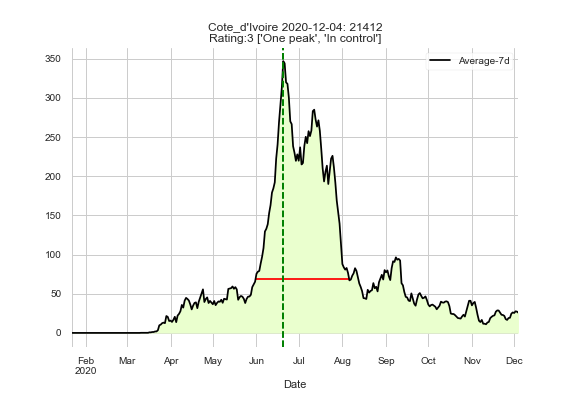 Cote_d'Ivoire 2020-12-04: 21412
Rating:3 ['One peak', 'In control']
Average-7d
350
300
250
200
150
100
50
0
Feb Mar Apr May Jun Jul Aug Sep Oct Nov Dec
2020
Date